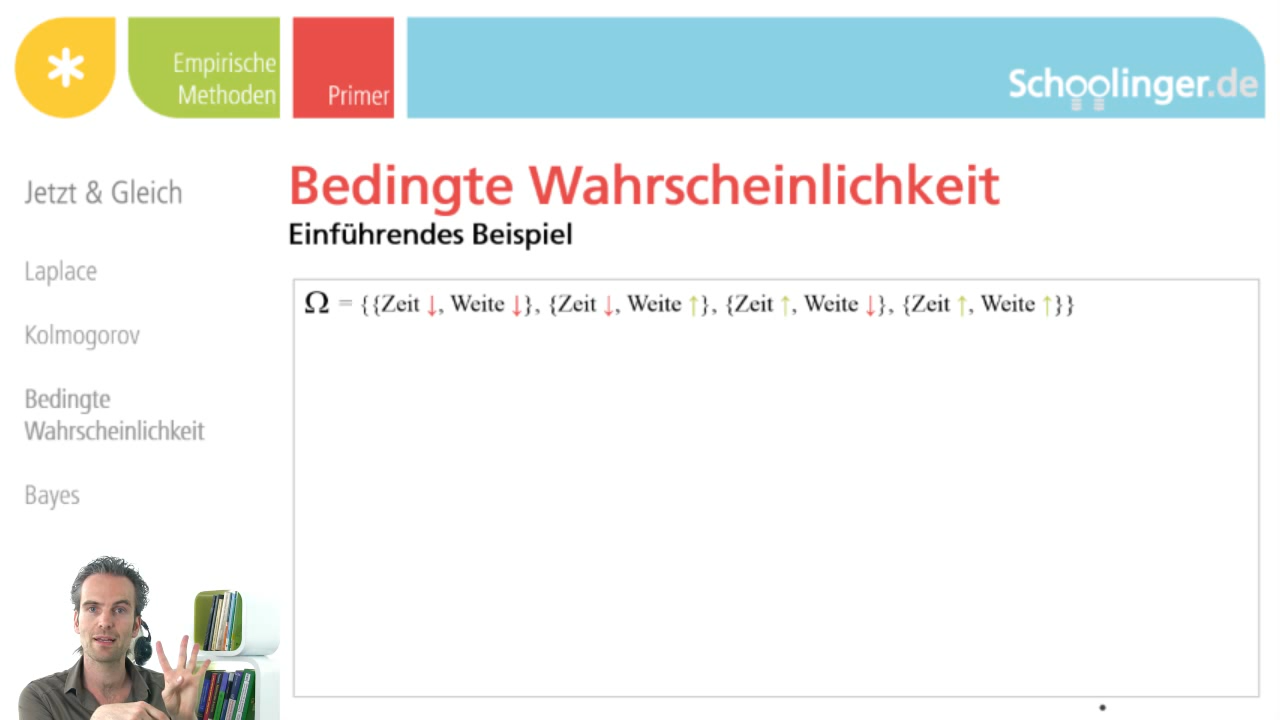 Empirische
Methoden
Primer
Schoolinger.de
Jetzt & Gleich
Laplace
Kolmogorov
Bedingte
Wahrscheinlichkeit
Bayes
Bedingte Wahrscheinlichkeit
Einführendes Beispiel
Ω = {{Zeit ↓, Weite ↓}, {Zeit ↓, Weite ↑}, {Zeit ↑, Weite ↓}, {Zeit ↑, Weite ↑}}